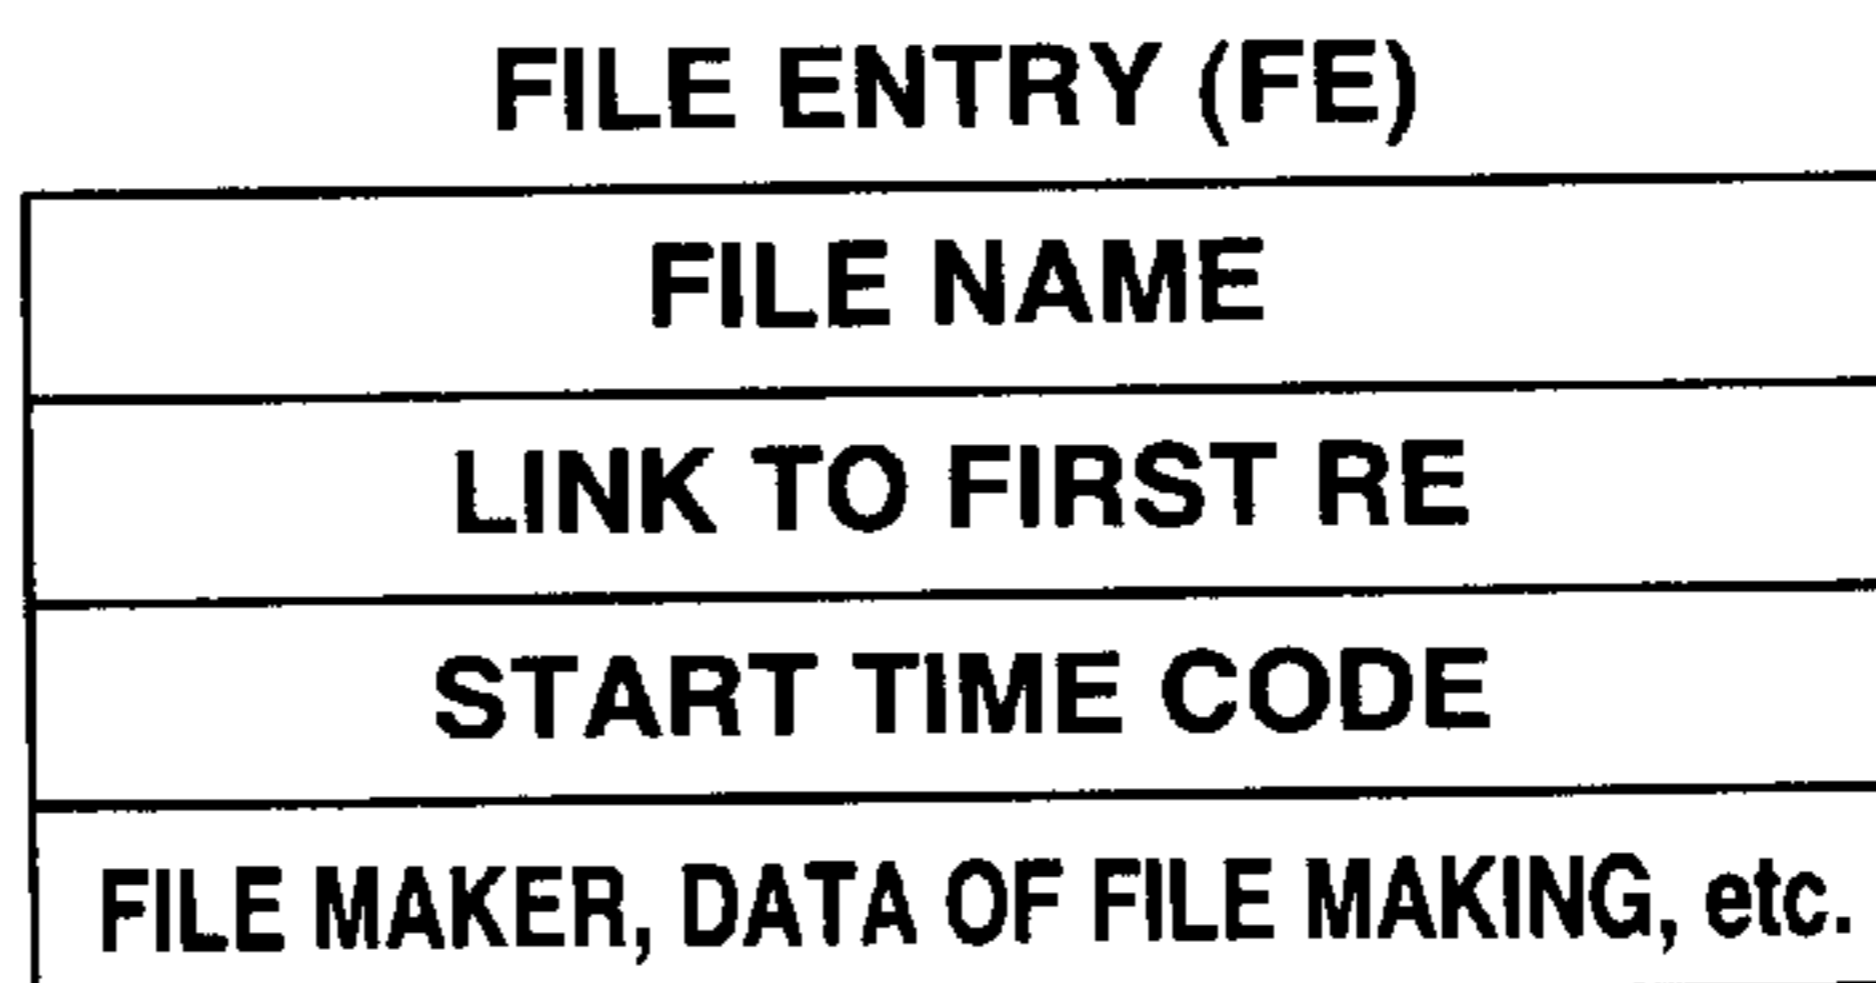 FILE ENTRY (FE)
FILE NAME
LINK TO FIRST RE
START TIME CODE
FILE MAKER, DATA OF FILE MAKING, etc.